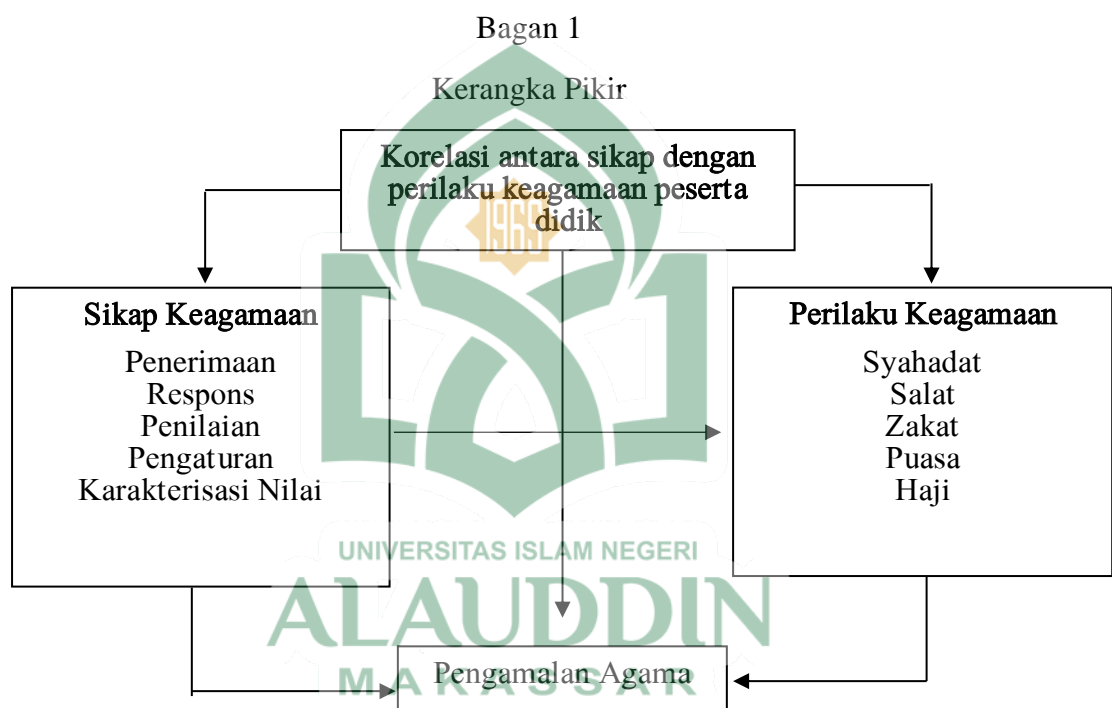 Bagan 1
Kerangka Pikir
Korelasi antara sikap dengan
perilaku keagamaan peserta
didik
1965
Sikap Keagamaan
Penerimaan
Respons
Penilaian
Pengaturan
Karakterisasi Nilai
Perilaku Keagamaan
Syahadat
Salat
Zakat
Puasa
Haji
UNIVERSITAS ISLAM NEGERI
ALAUDDIN
MAKASSAR
Pengamalan Agama